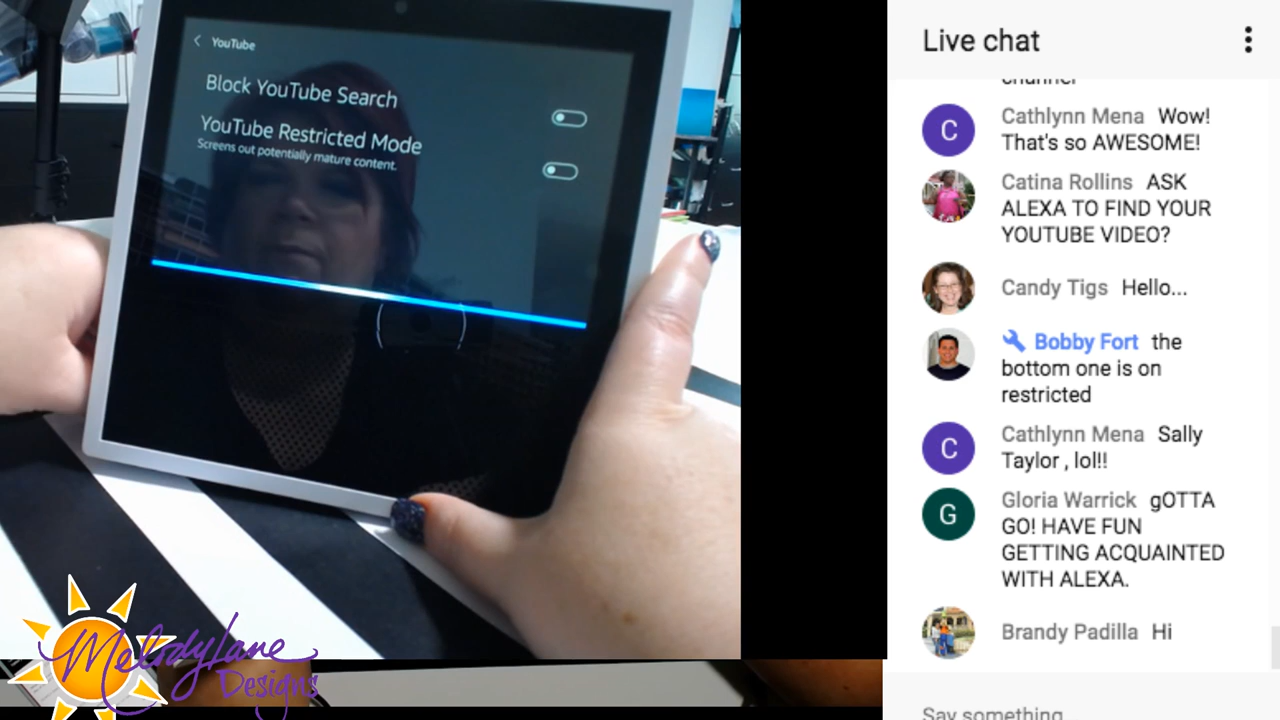 YouTube
Block YouTube Search
YouTube Restricted Mode
Screens out potentially mature content.
MelodyLane
Designs
Live chat
channel
Cathlynn Mena Wow!
That's so AWESOME!
Catina Rollins ASK
ALEXA TO FIND YOUR
YOUTUBE VIDEO?
Candy Tigs Hello...
Bobby Fort the
bottom one is on
restricted
Cathlynn Mena Sally
Taylor , lol!!
Gloria Warrick gOTTA
GO! HAVE FUN
GETTING ACQUAINTED
WITH ALEXA.
Brandy Padilla Hi
Say something
C
C
G